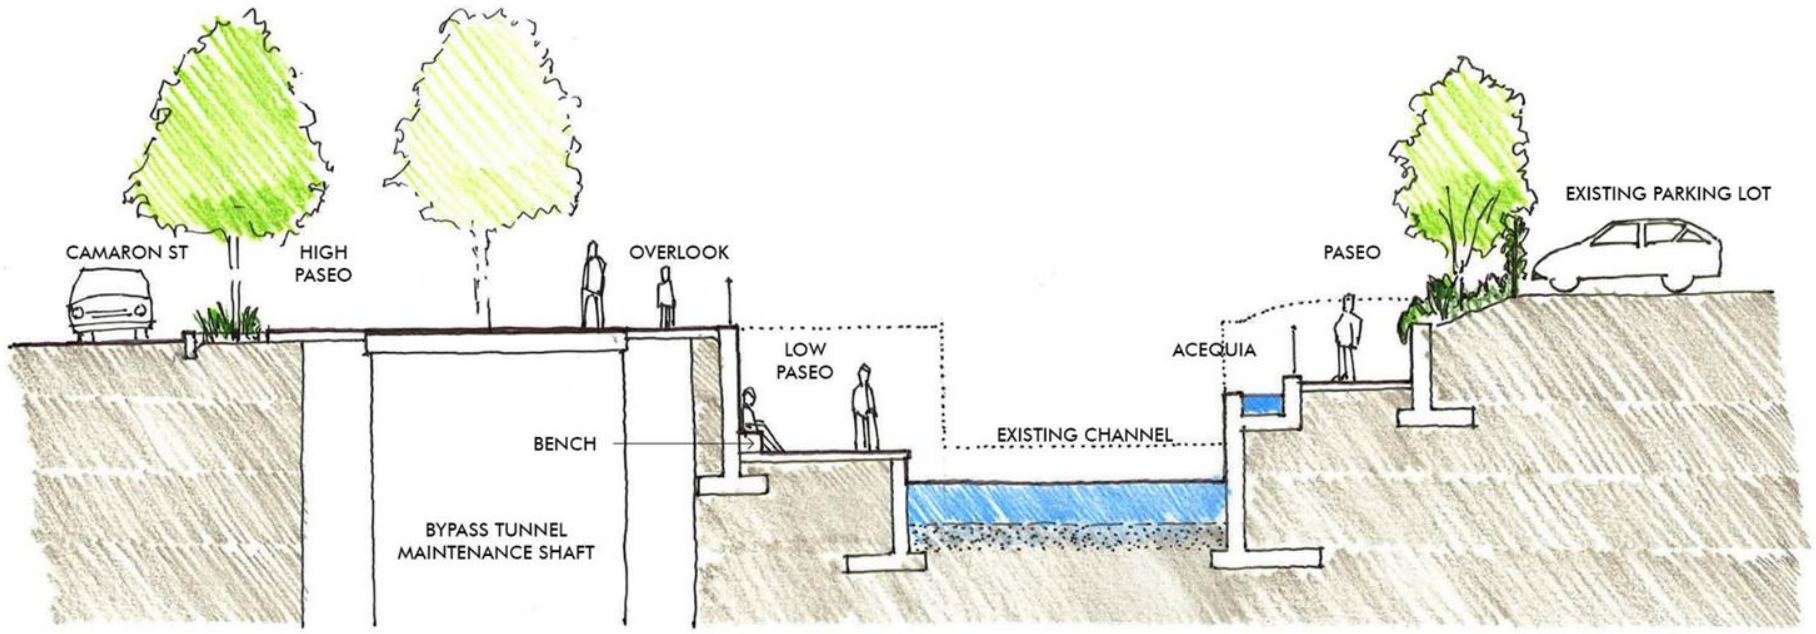 CAMARON ST
HIGH
PASEO
OVERLOOK
LOW
PASEO
BENCH
BYPASS TUNNEL
MAINTENANCE SHAFT
EXISTING CHANNEL
ACEQUIA
PASEO
EXISTING PARKING LOT